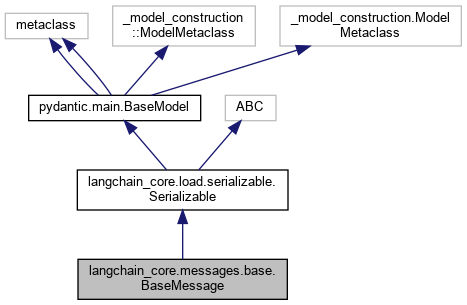 metaclass
_model_construction
::ModelMetaclass
_model_construction.Model
Metaclass
pydantic.main.BaseModel
ABC
langchain_core.load.serializable.
Serializable
langchain_core.messages.base.
BaseMessage